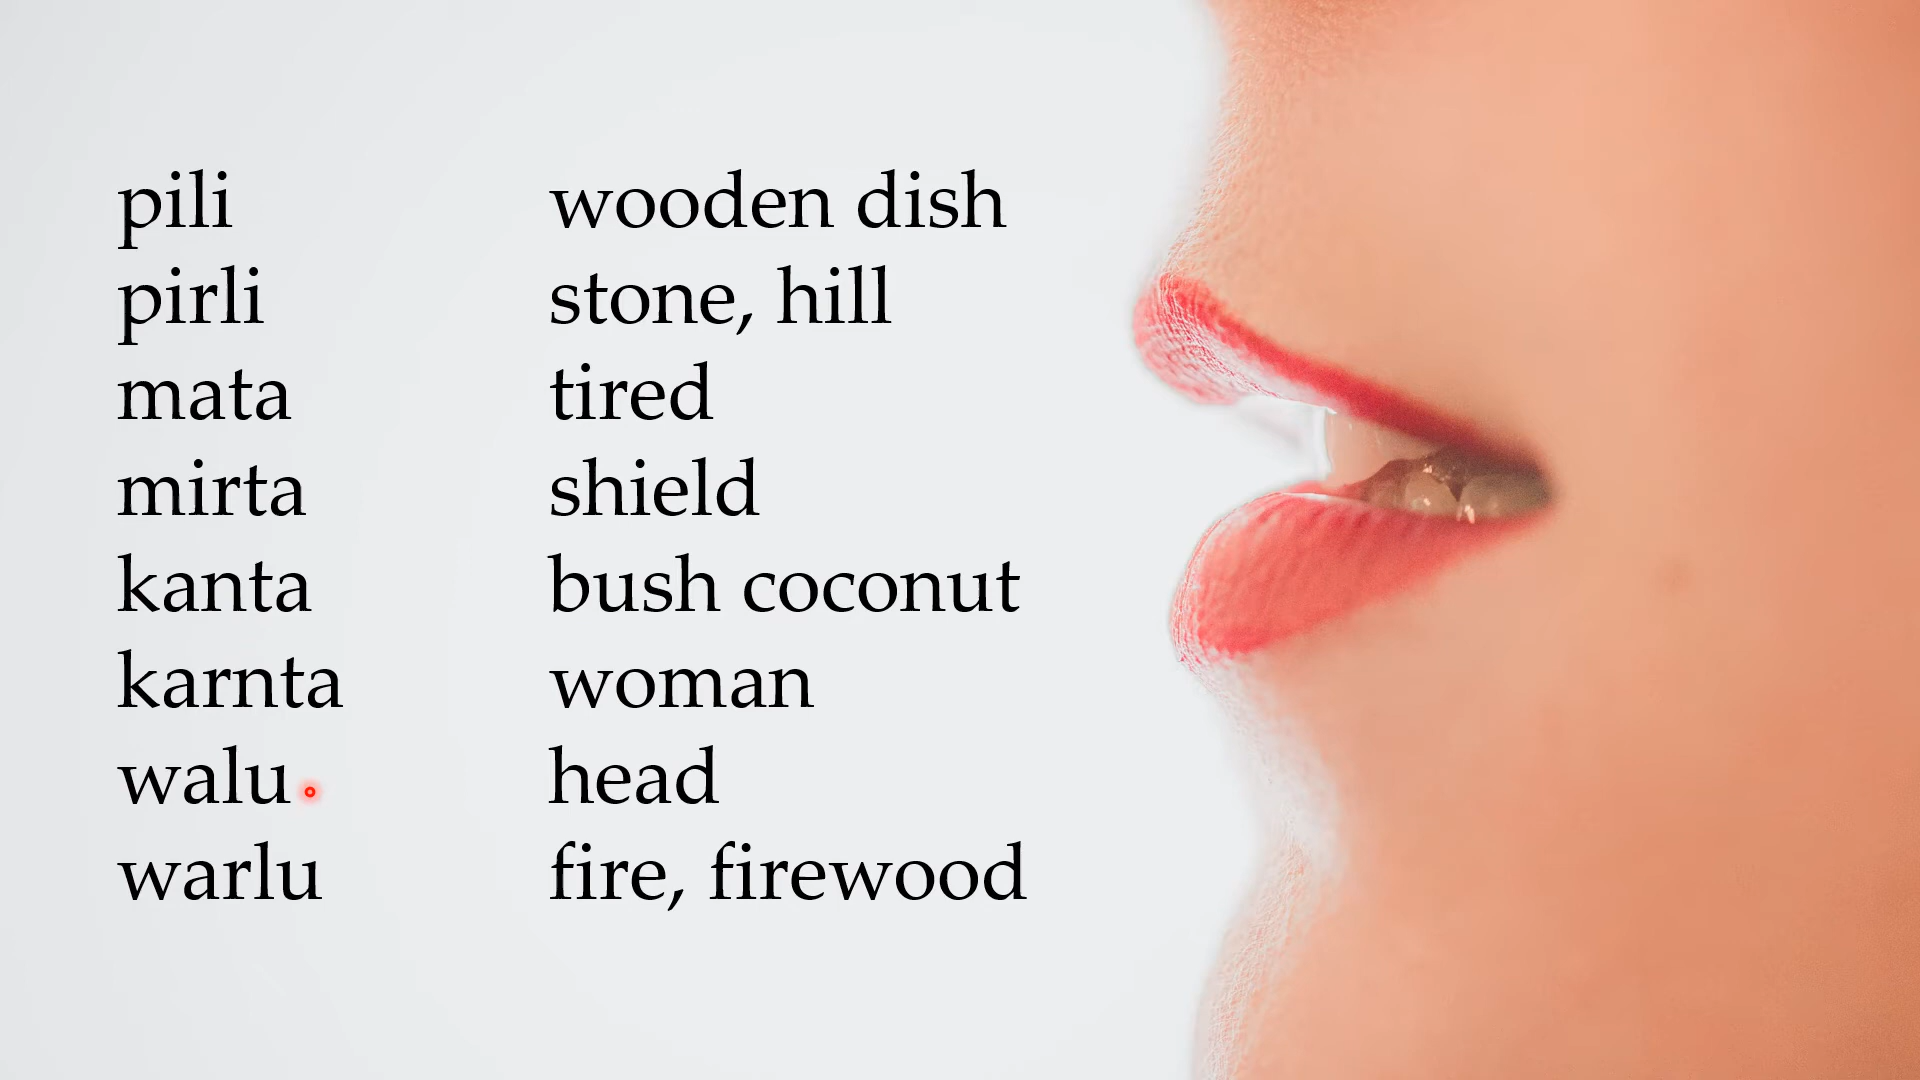 pili wooden dish
pirli stone, hill
mata tired
mirta shield
kanta bush coconut
karnta woman
walu head
warlu fire, firewood